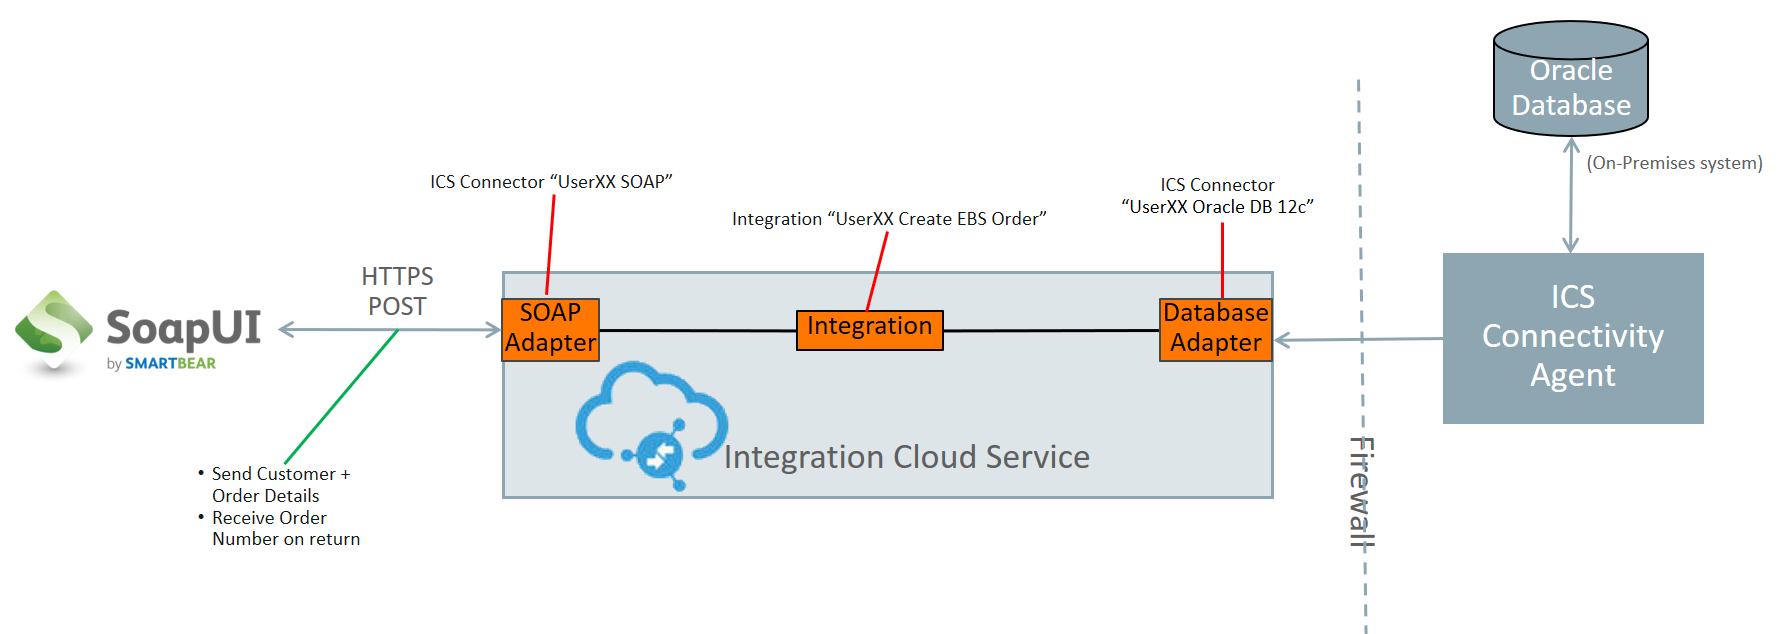 Oracle
Database
(On-Premises system)
ICS Connector “UserXX SOAP”
ICS Connector
“UserXX Oracle DB 12c”
Integration “UserXX Create EBS Order”
HTTPS
POST
SoapUI
by SMARTBEAR
SOAP
Adapter
Integration
Database
Adapter
ICS
Connectivity
Agent
Integration Cloud Service
Firewall
• Send Customer +
Order Details
• Receive Order
Number on return